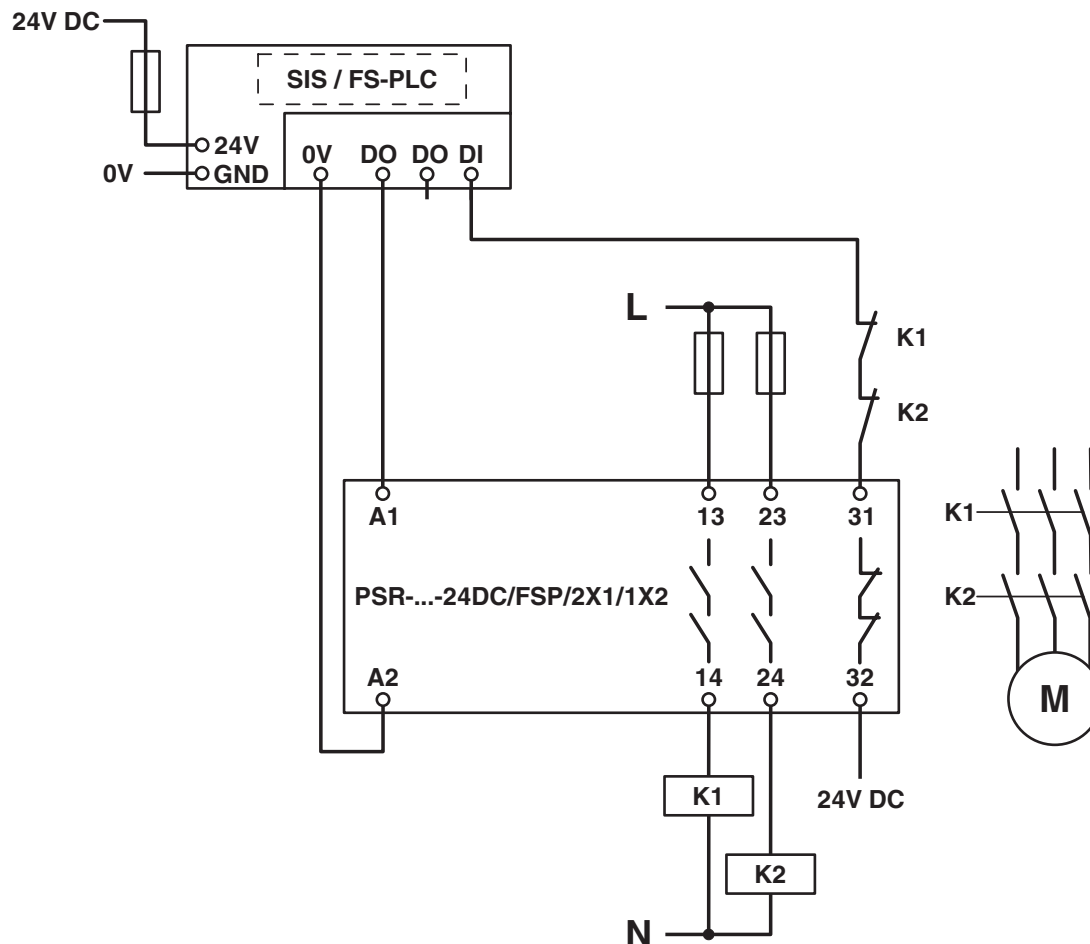 24V DC
SIS / FS-PLC
24V
0V DO DO DI
0V
GND
L
K1
K2
A1
13 23 31
K1
PSR-...-24DC/FSP/2X1/1X2
K2
A2
14 24 32
M
K1
24V DC
K2
N